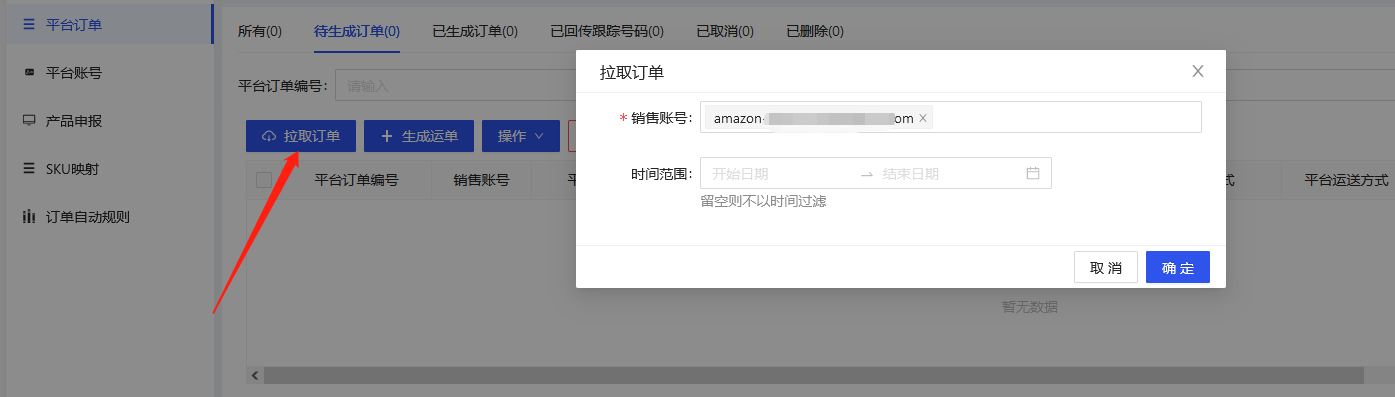 平台订单
平台账号
产品申报
SKU映射
订单自动规则
所有(0) 待生成订单(0) 已生成订单(0) 已回传跟踪号码(0) 已取消(0) 已删除(0)
平台订单编号: 请输入
拉取订单 生成运单 操作
平台订单编号 销售账号 平 式 平台运送方式
暂无数据
拉取订单
* 销售账号: amazon- om
时间范围: 开始日期 → 结束日期
留空则不以时间过滤
取 消 确 定